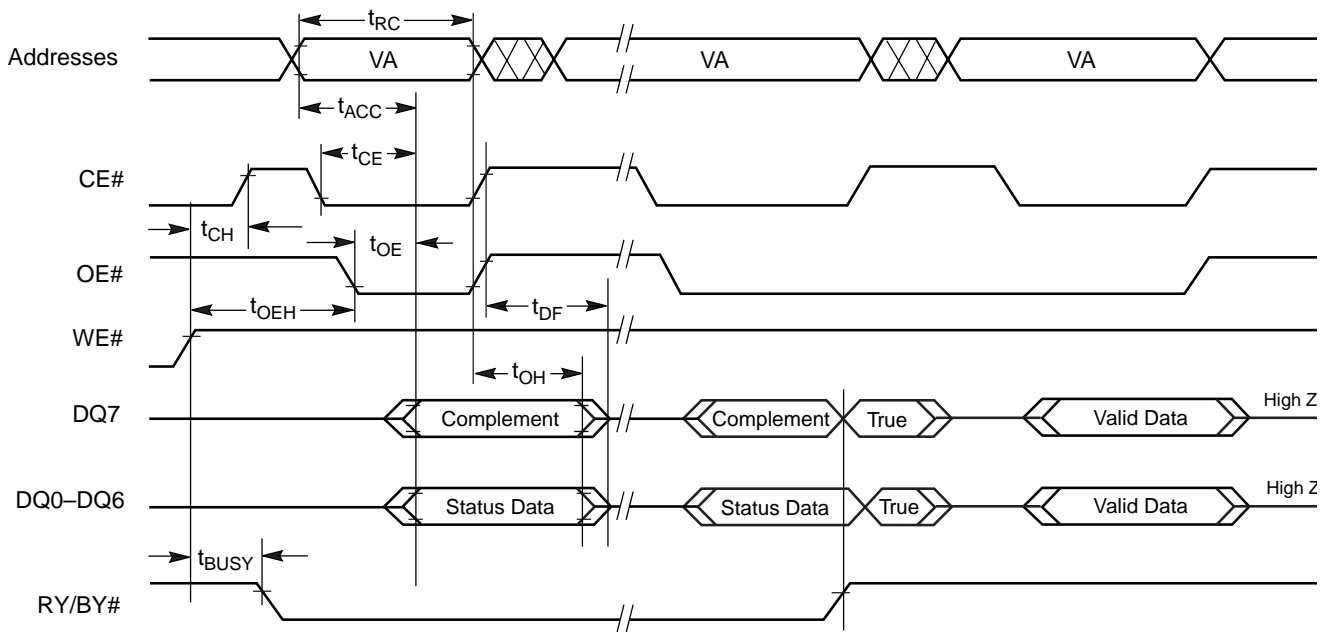 tRC
Addresses VA VA VA
tACC
tCE
CE#
tCH tOE
OE#
tOEH tDF
WE#
tOH
DQ7 Complement Complement True Valid Data High Z
DQ0–DQ6 Status Data Status Data True Valid Data High Z
tBUSY
RY/BY#